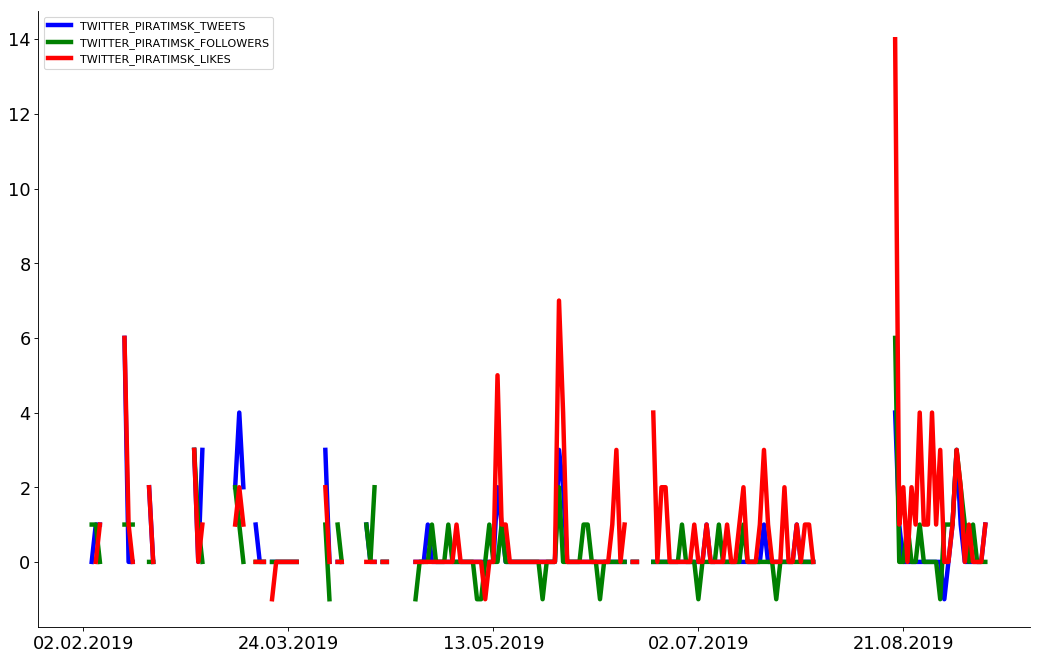 TWITTER_PIRATIMSK_TWEETS
TWITTER_PIRATIMSK_FOLLOWERS
TWITTER_PIRATIMSK_LIKES
14
12
10
8
6
4
2
0
02.02.2019 24.03.2019 13.05.2019 02.07.2019 21.08.2019